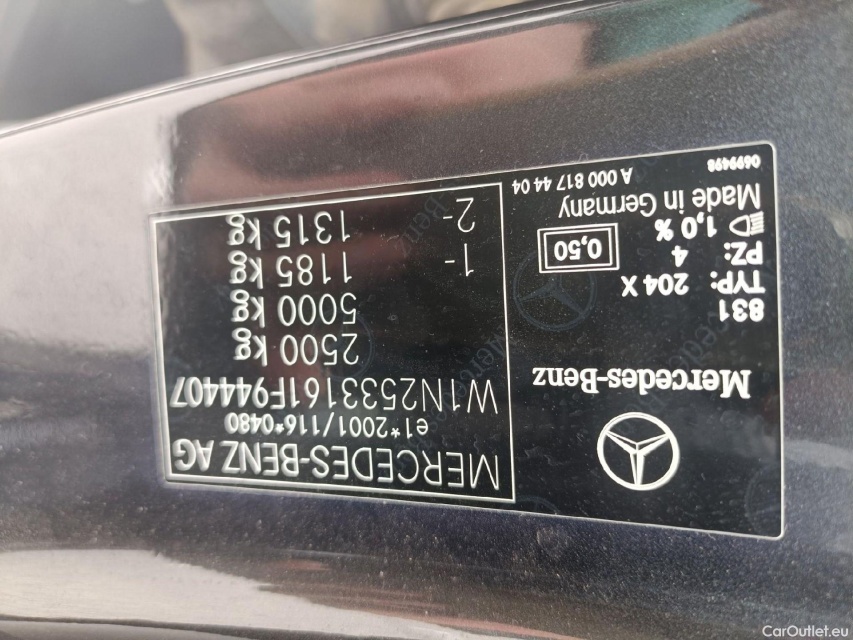 Mercedes-Benz
831
TYP: 204 X
PZ: 4
1,0 %
0,50
Made in Germany
A 000 817 44 04
0699498
MERCEDES-BENZ AG
e1*2001/116*0480
W1N2533161F944407
2500 kg
5000 kg
1- 1185 kg
2- 1315 kg
CarOutlet.eu